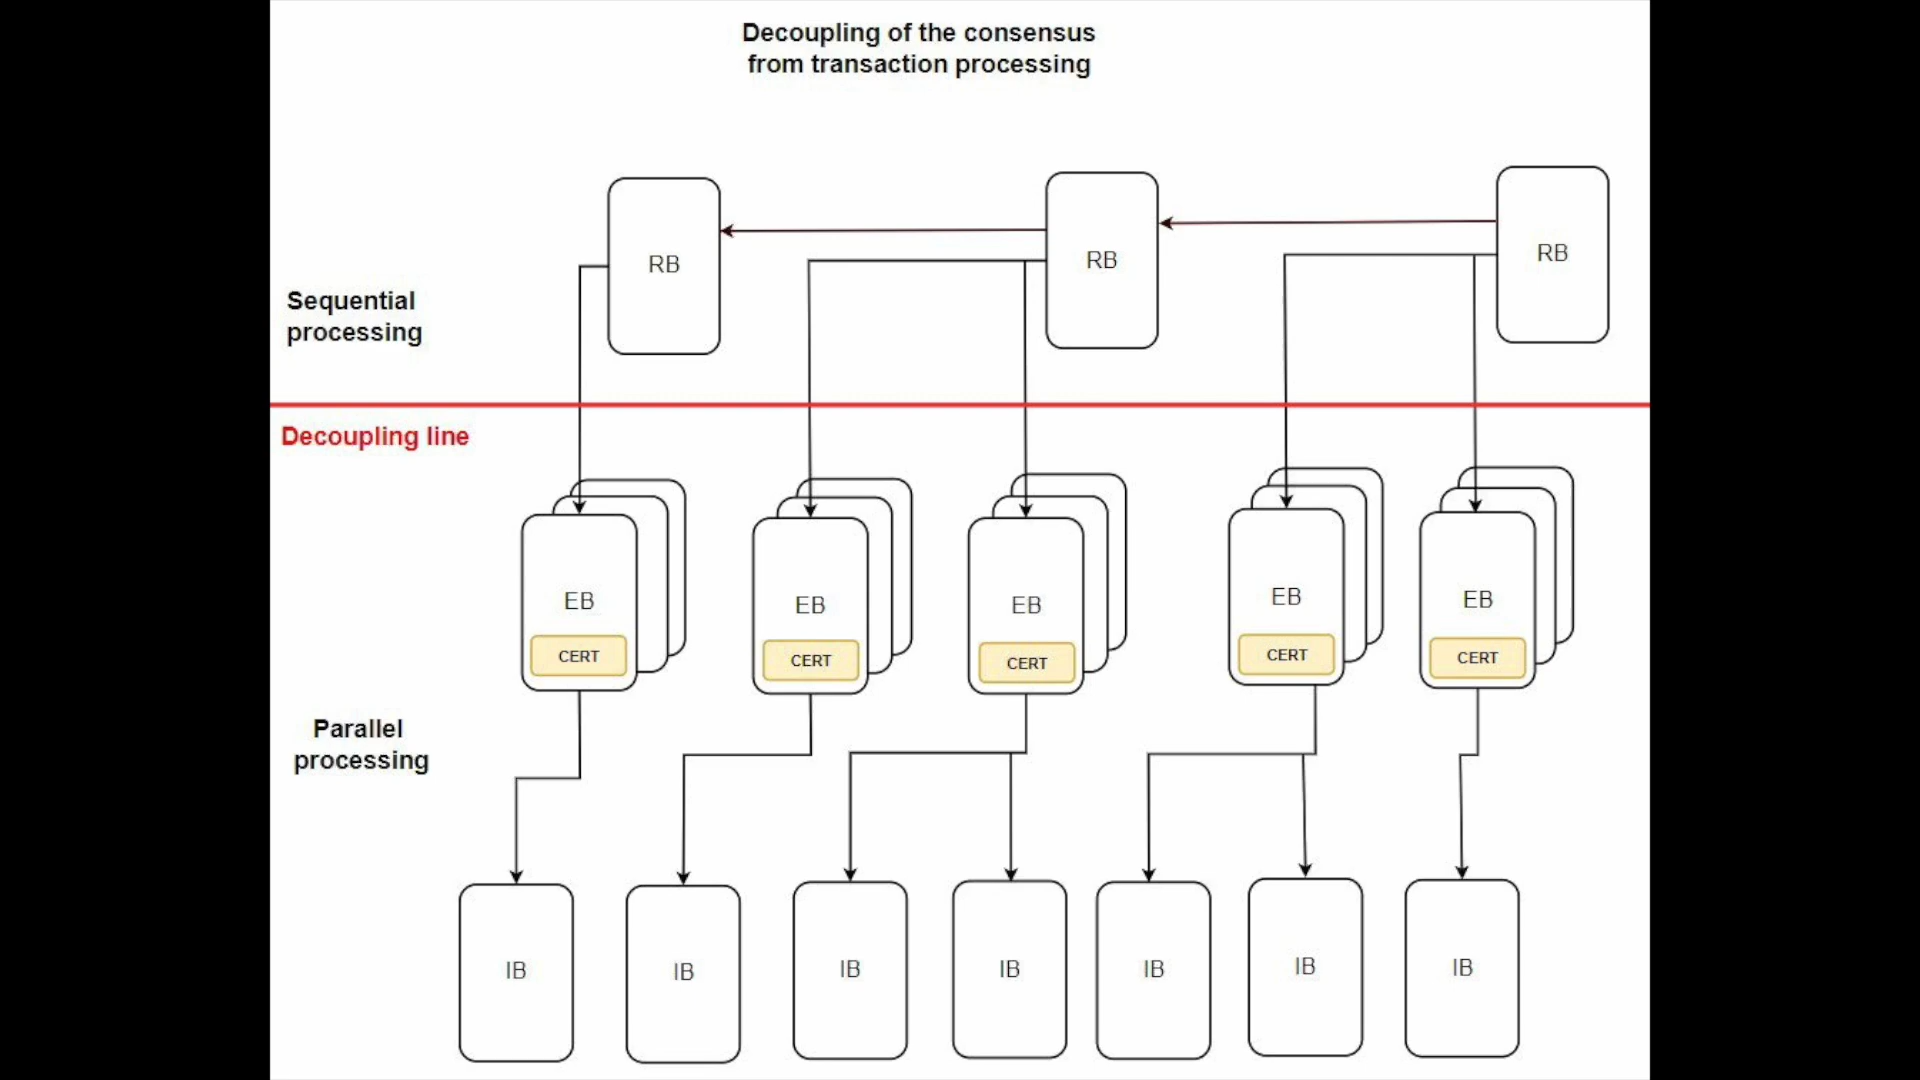 Decoupling of the consensus
from transaction processing
RB
RB
RB
Sequential
processing
Decoupling line
EB
CERT
EB
CERT
EB
CERT
EB
CERT
EB
CERT
Parallel
processing
IB
IB
IB
IB
IB
IB
IB